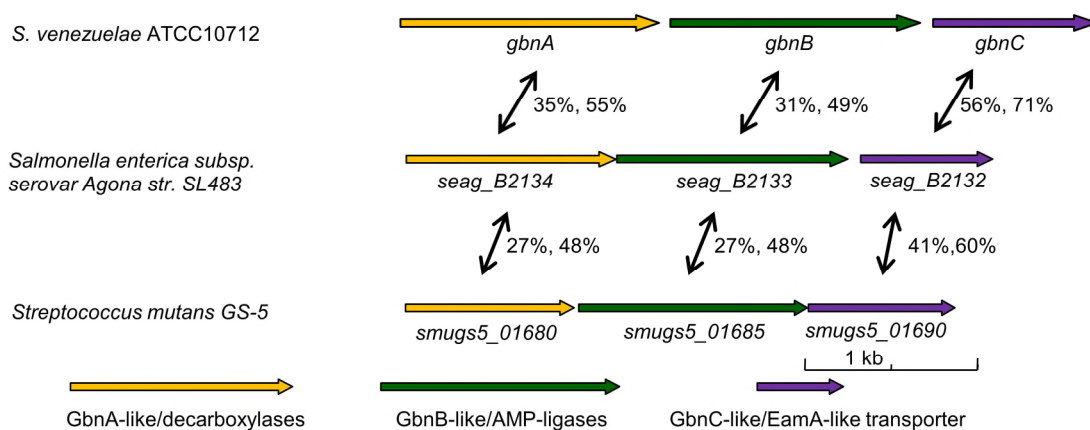 S. venezuelae ATCC10712
gbnA gbnB gbnC
35%, 55% 31%, 49% 56%, 71%
Salmonella enterica subsp.
serovar Agona str. SL483
seag_B2134 seag_B2133 seag_B2132
27%, 48% 27%, 48% 41%,60%
Streptococcus mutans GS-5
smugs5_01680 smugs5_01685 smugs5_01690
1 kb
GbnA-like/decarboxylases GbnB-like/AMP-ligases GbnC-like/EamA-like transporter